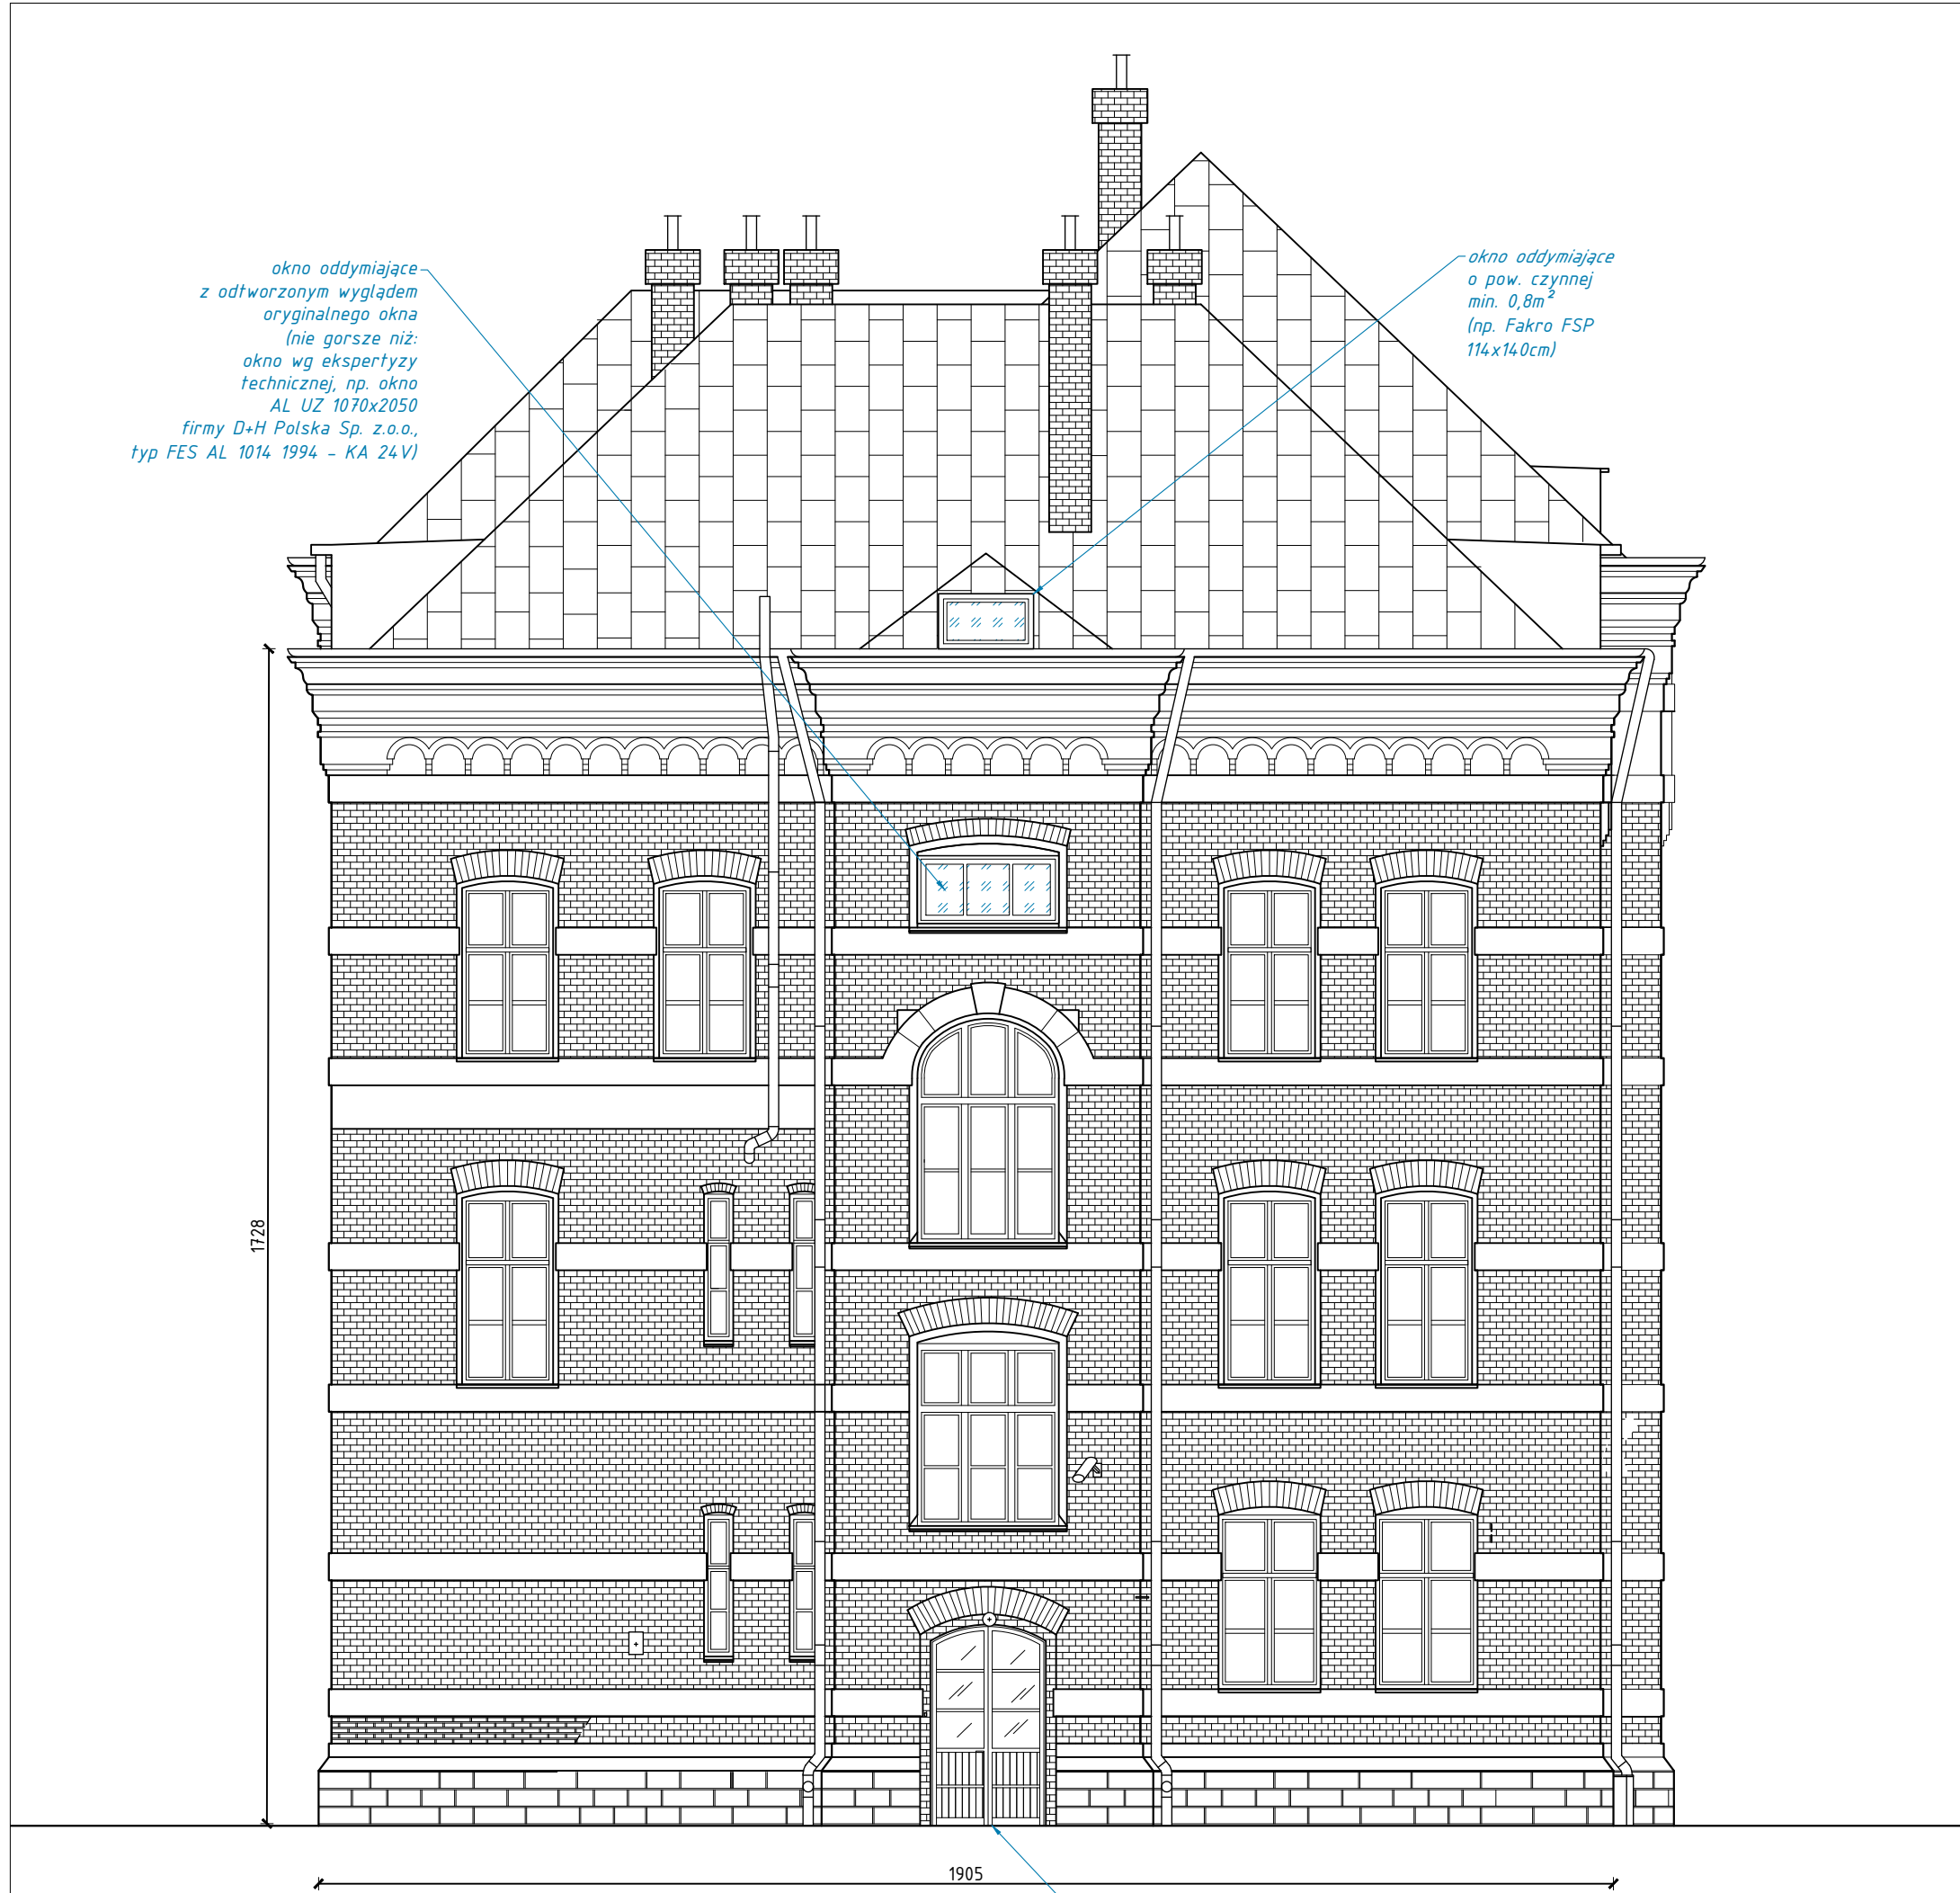 okno oddymiające
z odtworzonym wyglądem
oryginalnego okna
(nie gorsze niż:
okno wg ekspertyzy
technicznej, np. okno
AL UZ 1070x2050
firmy D+H Polska Sp. z.o.o.,
typ FES AL 1014 1994 - KA 24V)
okno oddymiające
o pow. czynnej
min. 0,8m²
(np. Fakro FSP
114x140cm)
1728
1905